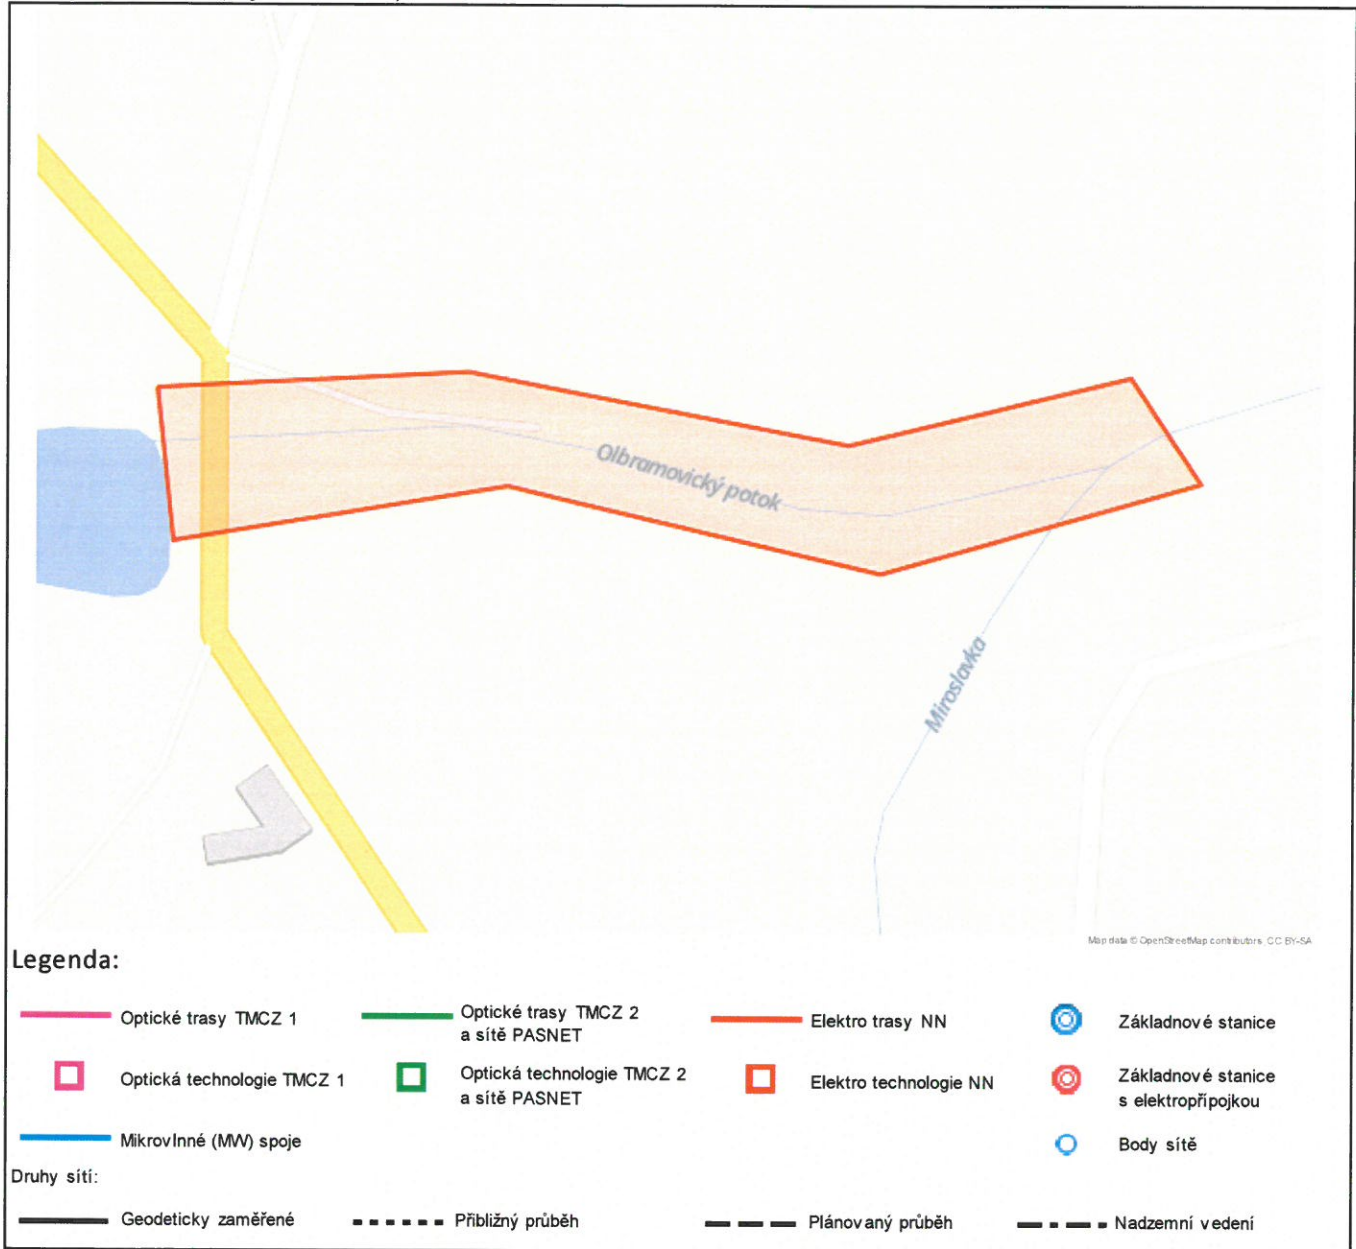 Olbramovický potok
Miroslavka
Map data © OpenStreetMap contributors, CC BY-SA
Legenda:
Optické trasy TMCZ 1
Optické trasy TMCZ 2
a sítě PASNET
Elektro trasy NN
Základnové stanice
Optická technologie TMCZ 1
Optická technologie TMCZ 2
a sítě PASNET
Elektro technologie NN
Základnové stanice
s elektropřípojkou
Mikrovlnné (MW) spoje
Body sítě
Druhy sítí:
Geodeticky zaměřené
Přibližný průběh
Plánovaný průběh
Nadzemní vedení